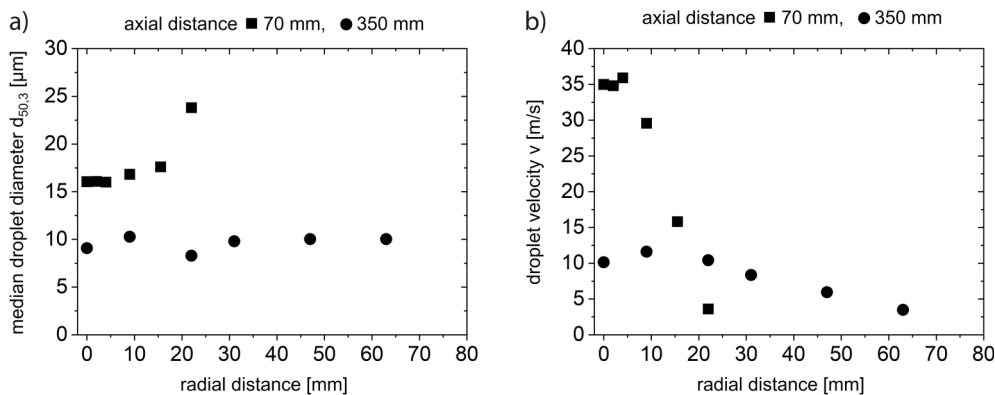 a)
axial distance ■ 70 mm, ● 350 mm
median droplet diameter d50,3 [µm]
30
25
20
15
10
5
0
0 10 20 30 40 50 60 70 80
radial distance [mm]
b)
axial distance ■ 70 mm, ● 350 mm
droplet velocity v [m/s]
40
35
30
25
20
15
10
5
0
0 10 20 30 40 50 60 70 80
radial distance [mm]